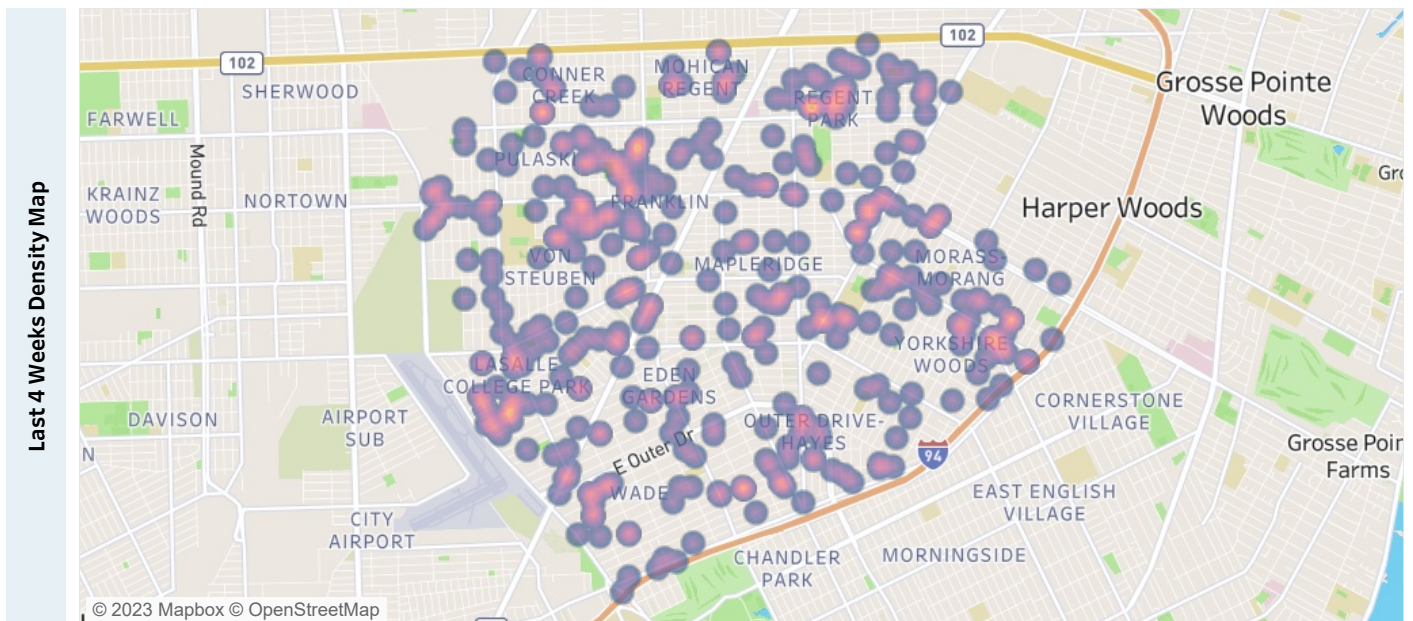 Last 4 Weeks Density Map
102
102
SHERWOOD
CONNER
CREEK
MOHICAN
REGENT
REGENT
PARK
Grosse Pointe
Woods
FARWELL
Mound Rd
PULASKI
KRAINZ
WOODS
NORTOWN
FRANKLIN
Harper Woods
VON
STEUBEN
MAPLERIDGE
MORASS-
MORANG
YORKSHIRE
WOODS
LASALLE
COLLEGE PARK
EDEN
GARDENS
DAVISON
AIRPORT
SUB
OUTER DRIVE-
HAYES
CORNERSTONE
VILLAGE
E Outer Dr
94
Grosse Poin
Farms
N
WADE
EAST ENGLISH
VILLAGE
CITY
AIRPORT
CHANDLER
PARK
MORNINGSIDE
© 2023 Mapbox © OpenStreetMap